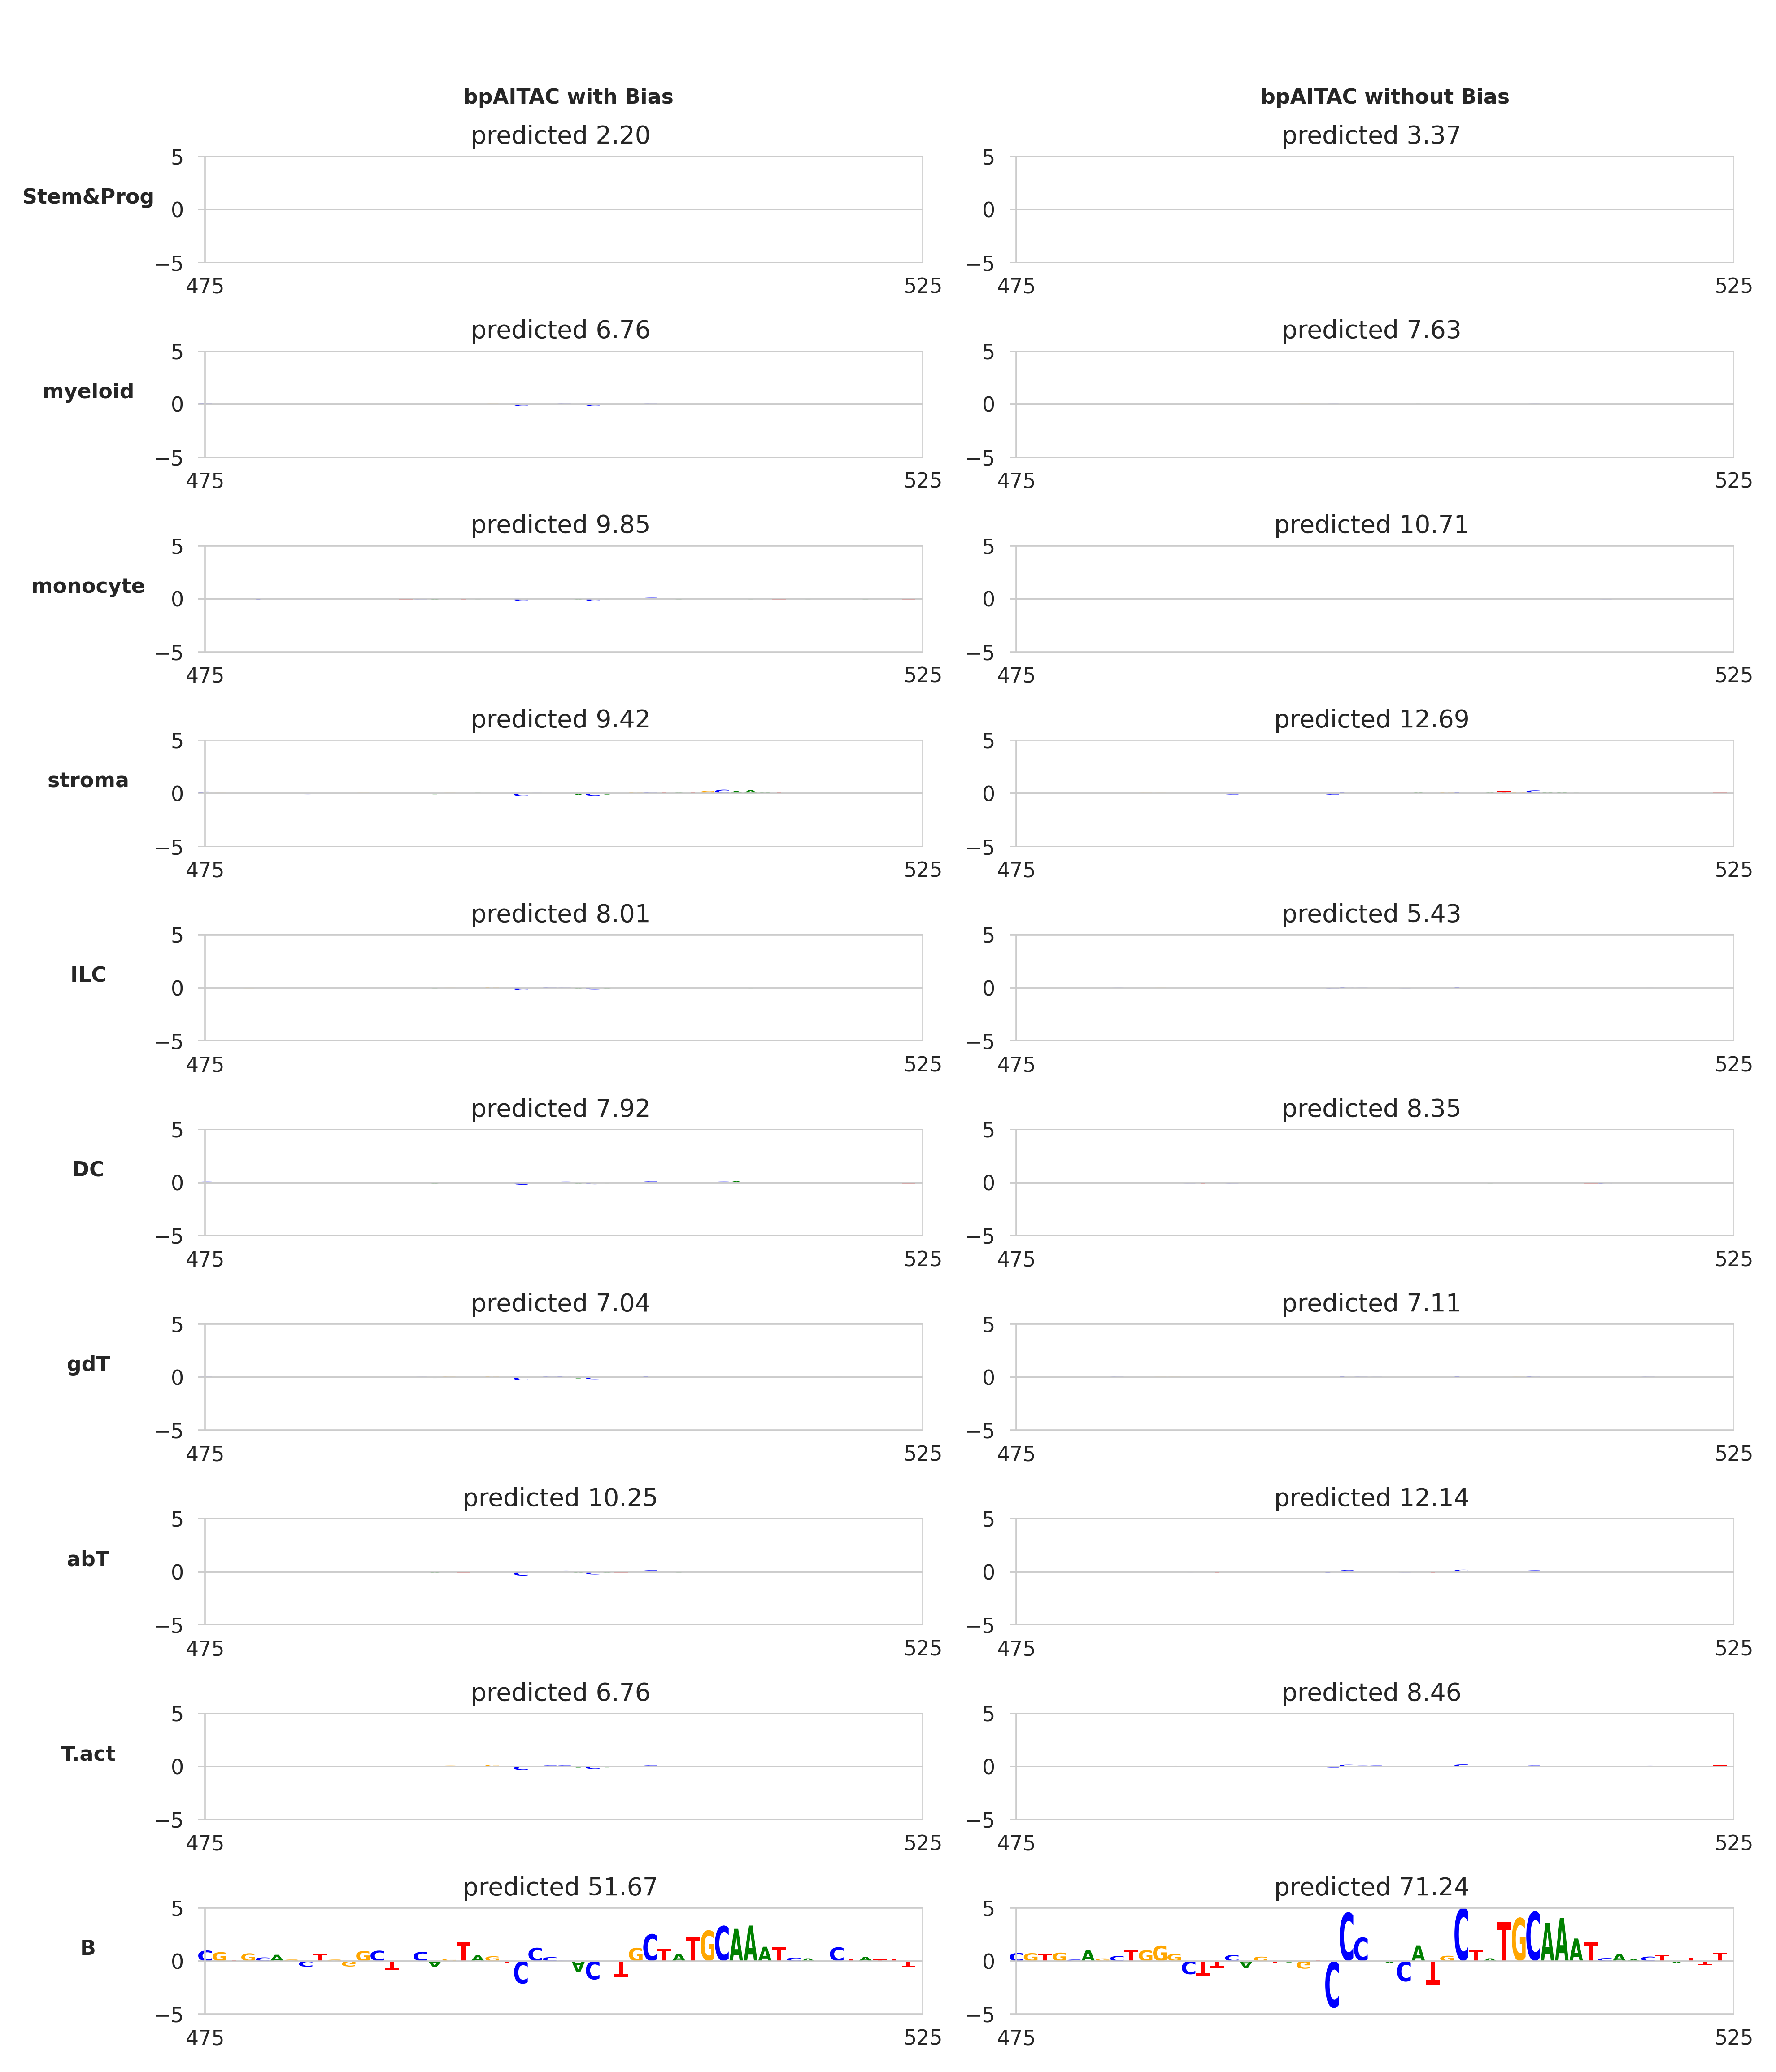 bpAITAC with Bias bpAITAC without Bias
predicted 2.20 predicted 3.37
Stem&Prog
5 0 −5 475 525
5 0 −5 475 525
predicted 6.76 predicted 7.63
myeloid
5 0 −5 475 525
5 0 −5 475 525
predicted 9.85 predicted 10.71
monocyte
5 0 −5 475 525
5 0 −5 475 525
predicted 9.42 predicted 12.69
stroma
5 0 −5 475 525
5 0 −5 475 525
predicted 8.01 predicted 5.43
ILC
5 0 −5 475 525
5 0 −5 475 525
predicted 7.92 predicted 8.35
DC
5 0 −5 475 525
5 0 −5 475 525
predicted 7.04 predicted 7.11
gdT
5 0 −5 475 525
5 0 −5 475 525
predicted 10.25 predicted 12.14
abT
5 0 −5 475 525
5 0 −5 475 525
predicted 6.76 predicted 8.46
T.act
5 0 −5 475 525
5 0 −5 475 525
predicted 51.67 predicted 71.24
B
5 0 −5 475 525
TGCAAAT
5 0 −5 475 525
TGCAAAT